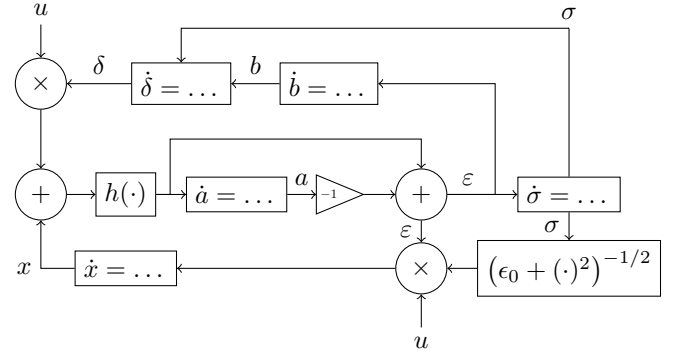 u
σ
× δ δ̇ = … b ḃ = …
+ h(·) ȧ = … a -1 + ε σ̇ = …
ε σ
x ẋ = … × (ϵ₀ + (·)²)^{−1/2}
u